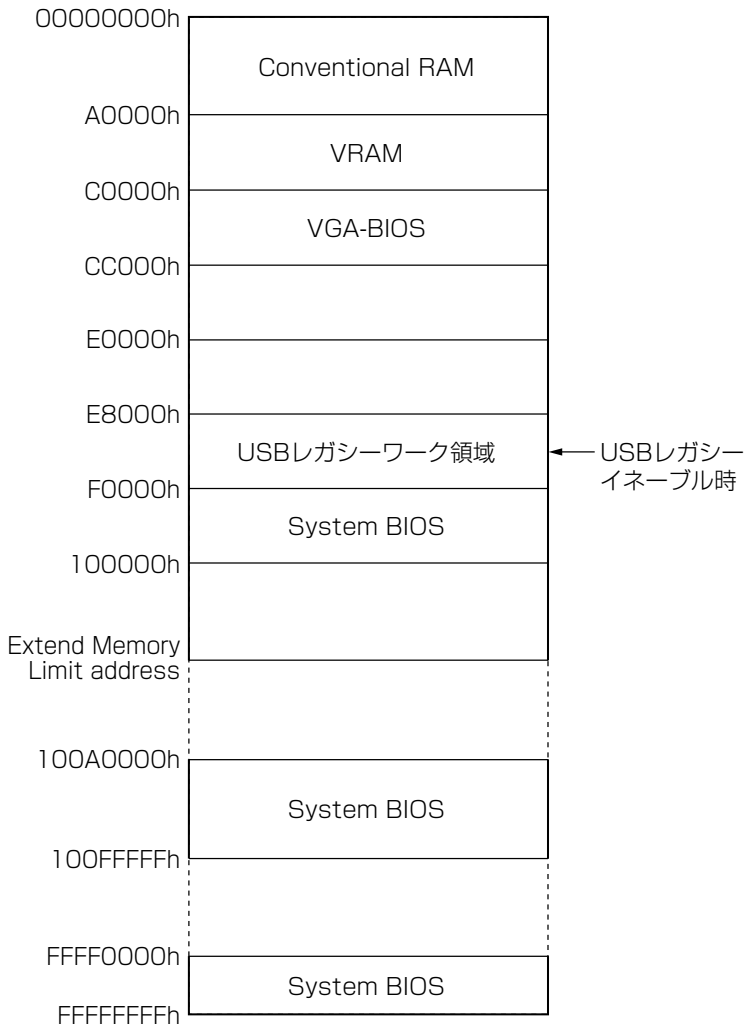 00000000h
Conventional RAM
A0000h
VRAM
C0000h
VGA-BIOS
CC000h
E0000h
E8000h
USBレガシーワーク領域
USBレガシー
イネーブル時
F0000h
System BIOS
100000h
Extend Memory
Limit address
100A0000h
System BIOS
100FFFFFh
FFFF0000h
System BIOS
FFFFFFFFh